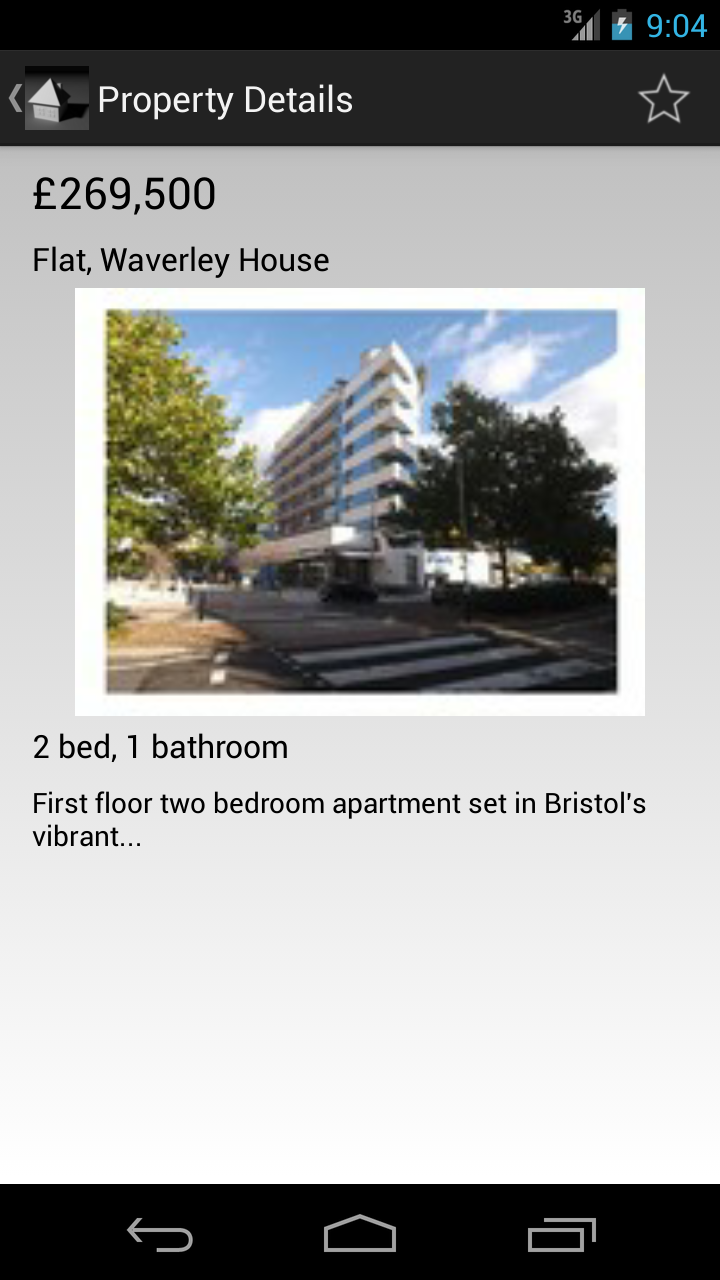 3G 9:04
Property Details
£269,500
Flat, Waverley House
2 bed, 1 bathroom
First floor two bedroom apartment set in Bristol's
vibrant...